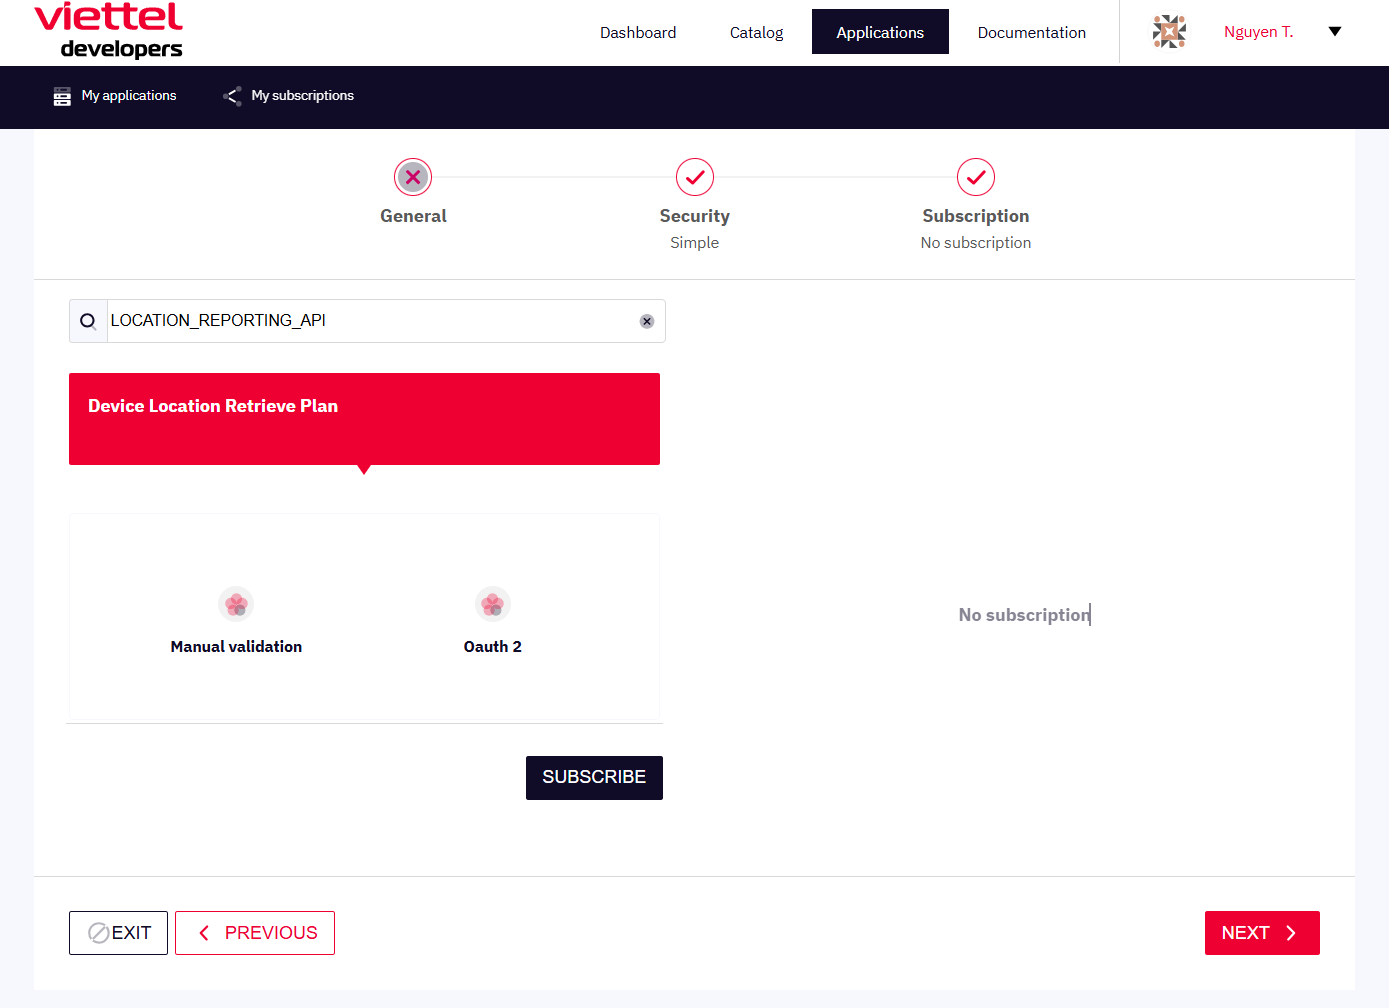 viettel
developers
Dashboard
Catalog
Applications
Documentation
Nguyen T.
My applications
My subscriptions
General
Security
Simple
Subscription
No subscription
LOCATION_REPORTING_API
Device Location Retrieve Plan
Manual validation
Oauth 2
No subscription
SUBSCRIBE
EXIT
PREVIOUS
NEXT